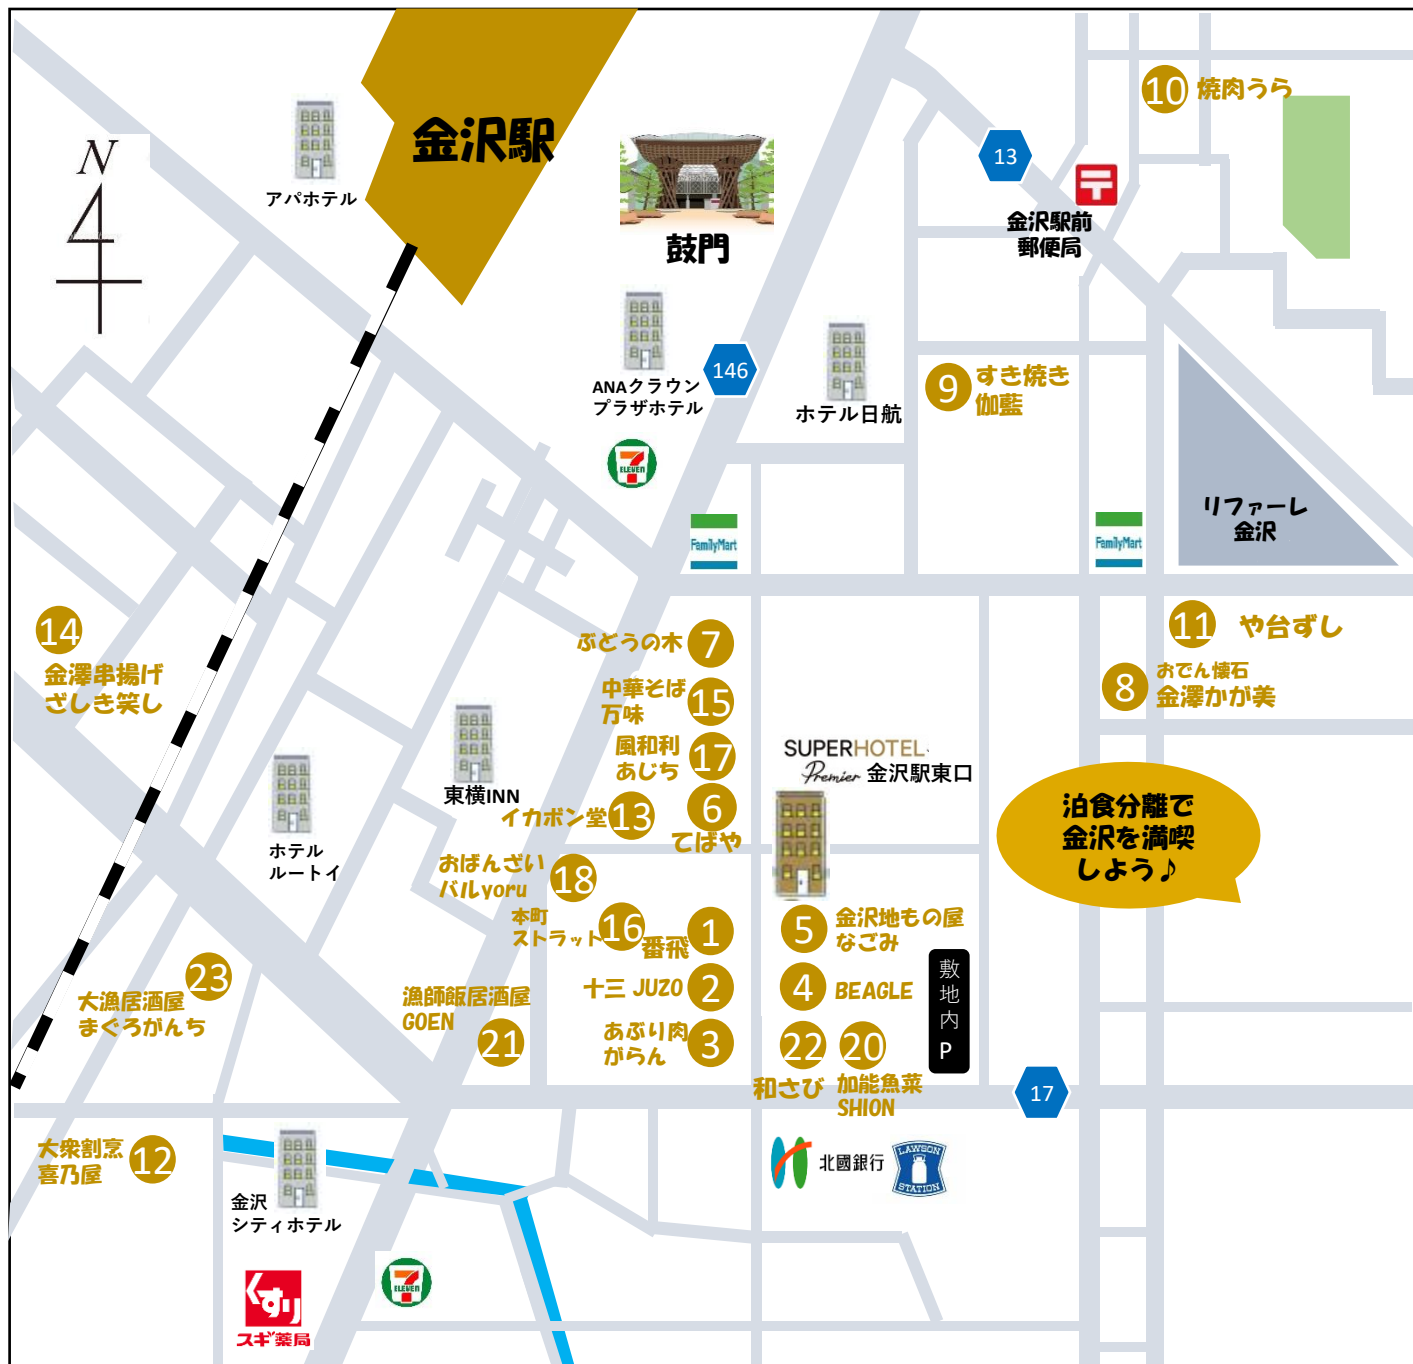 金沢駅
N
アパホテル
鼓門
13
金沢駅前
郵便局
10
焼肉うら
ANAクラウン
プラザホテル
146
ホテル日航
9
すき焼き
伽藍
ELEVEN
FamilyMart
FamilyMart
リファーレ
金沢
14
金澤串揚げ
ざしき笑し
ぶどうの木
7
11
や台ずし
8
おでん懐石
金澤かが美
中華そば
万味
15
風和利
あじち
17
SUPERHOTEL
Premier 金沢駅東口
東横INN
イカボン堂
13
6
てばや
泊食分離で
金沢を満喫
しよう♪
ホテル
ルートイ
おばんざい
バルyoru
18
本町
ストラット
16
番飛
1
5
金沢地もの屋
なごみ
十三 JUZO
2
4
BEAGLE
敷地内P
23
大漁居酒屋
まぐろがんち
漁師飯居酒屋
GOEN
21
あぶり肉
がらん
3
22
和さび
20
加能魚菜
SHION
17
大衆割烹
喜乃屋
12
金沢
シティホテル
北國銀行
LAWSON
STATION
くすり
スギ薬局
7
ELEVEN